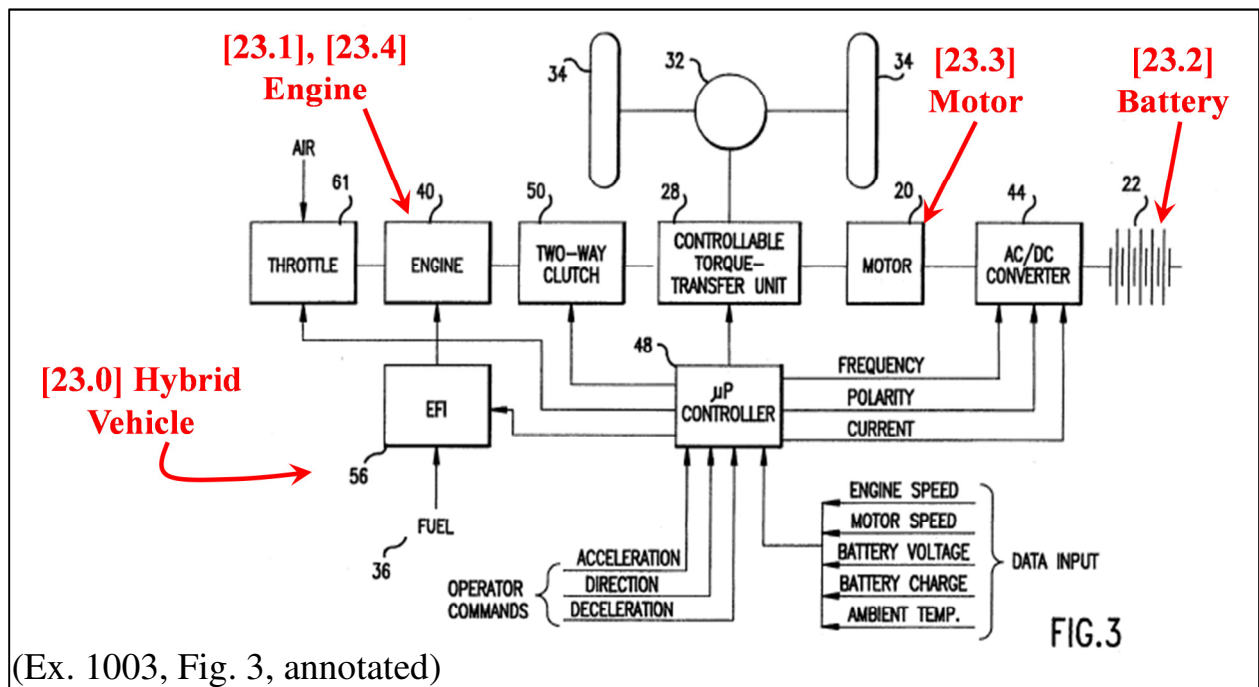 [23.1], [23.4]
Engine
34
32
34
[23.3]
Motor
[23.2]
Battery
AIR
61
40
50
28
20
44
22
THROTTLE
ENGINE
TWO-WAY
CLUTCH
CONTROLLABLE
TORQUE-
TRANSFER UNIT
MOTOR
AC/DC
CONVERTER
[23.0] Hybrid
Vehicle
48
μP
CONTROLLER
FREQUENCY
POLARITY
CURRENT
EFI
56
FUEL
36
OPERATOR
COMMANDS
ACCELERATION
DIRECTION
DECELERATION
ENGINE SPEED
MOTOR SPEED
BATTERY VOLTAGE
BATTERY CHARGE
AMBIENT TEMP.
DATA INPUT
FIG.3
(Ex. 1003, Fig. 3, annotated)